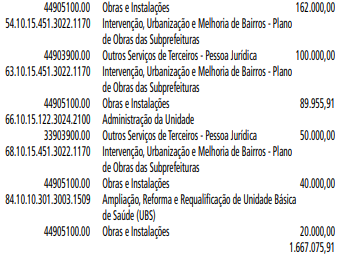 44905100.00 Obras e Instalações 162.000,00
54.10.15.451.3022.1170 Intervenção, Urbanização e Melhoria de Bairros - Plano
de Obras das Subprefeituras
44903900.00 Outros Serviços de Terceiros - Pessoa Jurídica 100.000,00
63.10.15.451.3022.1170 Intervenção, Urbanização e Melhoria de Bairros - Plano
de Obras das Subprefeituras
44905100.00 Obras e Instalações 89.955,91
66.10.15.122.3024.2100 Administração da Unidade
33903900.00 Outros Serviços de Terceiros - Pessoa Jurídica 50.000,00
68.10.15.451.3022.1170 Intervenção, Urbanização e Melhoria de Bairros - Plano
de Obras das Subprefeituras
44905100.00 Obras e Instalações 40.000,00
84.10.10.301.3003.1509 Ampliação, Reforma e Requalificação de Unidade Básica
de Saúde (UBS)
44905100.00 Obras e Instalações 20.000,00
1.667.075,91